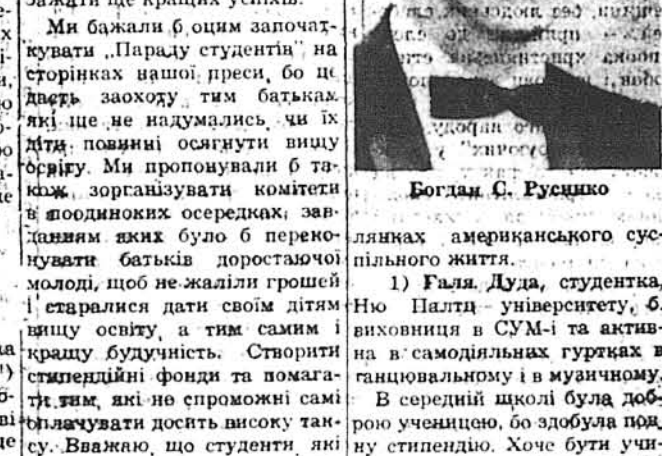 зажати ще кращих успіхів.
Ми бажали б оцим започат-
кувати „Параду студентів" на
сторінках нашої преси, бо це
дасть заохоту тим батькам
які ще не надумались чи їх
діти повинні осягнути вищу
освіту. Ми пропонували б та-
кож зорганізувати комітети
в поодиноких осередках, зав-
данням яких було б переко-
нувати батьків доростаючої
молоді, щоб не жаліли грошей
і старалися дати своїм дітям
вищу освіту, а тим самим і
кращу будучність. Створити
стипендійні фонди та помага-
ти тим, які не спроможні самі
оплачувати досить високу так-
су. Вважаю, що студенти які
Богдан С. Русинко
лянках американського сус-
пільного життя.
1) Галя Дуда, студентка,
Ню Палтц університету, б.
виховниця в СУМ-і та актив-
на в самодіяльних гуртках в
танцювальному і в музичному.
В середній школі була доб-
рою ученицею, бо здобула пов
ну стипендію. Хоче бути учи-